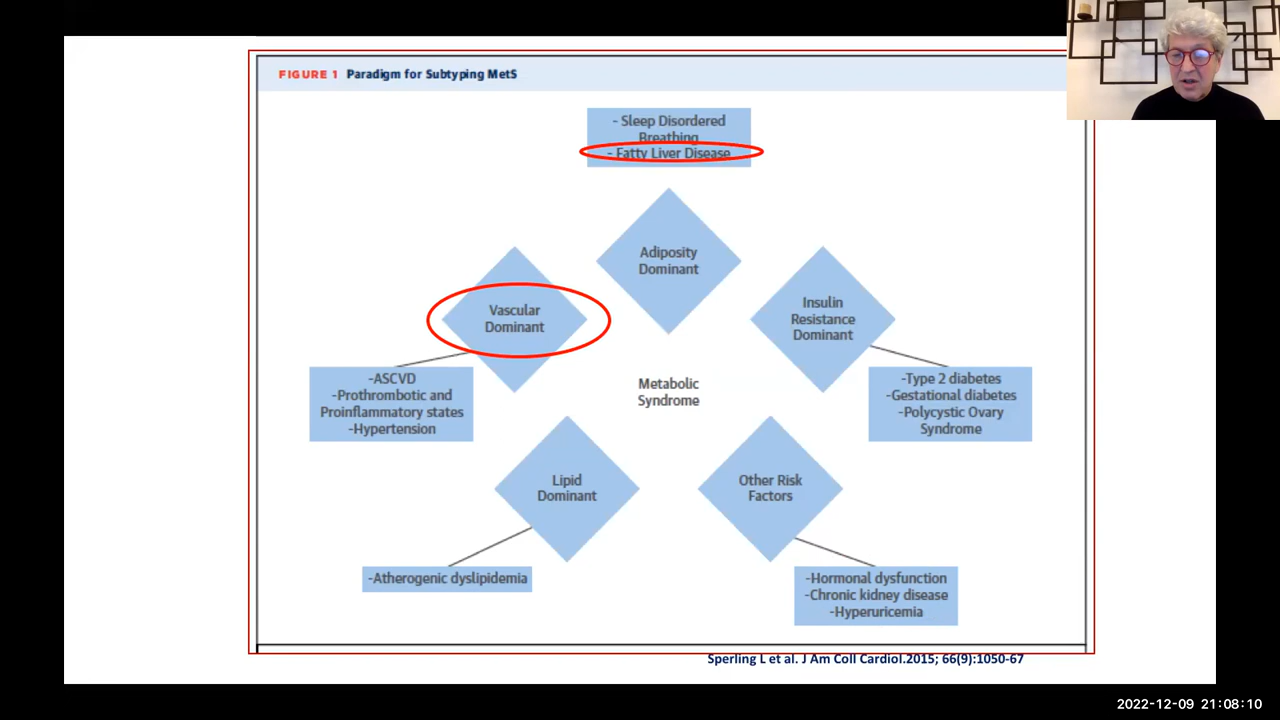 FIGURE 1 Paradigm for Subtyping MetS
- Sleep Disordered
Breathing
- Fatty Liver Disease
Adiposity
Dominant
Vascular
Dominant
Insulin
Resistance
Dominant
-ASCVD
-Prothrombotic and
Proinflammatory states
-Hypertension
Metabolic
Syndrome
-Type 2 diabetes
-Gestational diabetes
-Polycystic Ovary
Syndrome
Lipid
Dominant
Other Risk
Factors
-Atherogenic dyslipidemia
-Hormonal dysfunction
-Chronic kidney disease
-Hyperuricemia
Sperling L et al. J Am Coll Cardiol.2015; 66(9):1050-67
2022-12-09 21:08:10